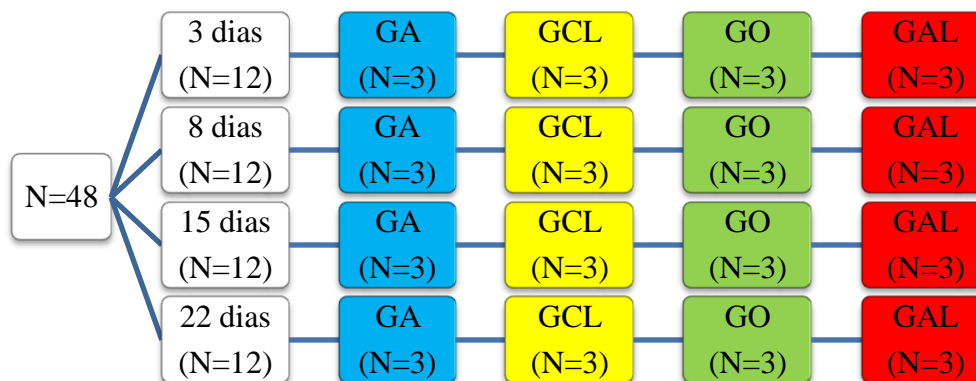 3 dias
(N=12)
GA
(N=3)
GCL
(N=3)
GO
(N=3)
GAL
(N=3)
8 dias
(N=12)
GA
(N=3)
GCL
(N=3)
GO
(N=3)
GAL
(N=3)
N=48
15 dias
(N=12)
GA
(N=3)
GCL
(N=3)
GO
(N=3)
GAL
(N=3)
22 dias
(N=12)
GA
(N=3)
GCL
(N=3)
GO
(N=3)
GAL
(N=3)